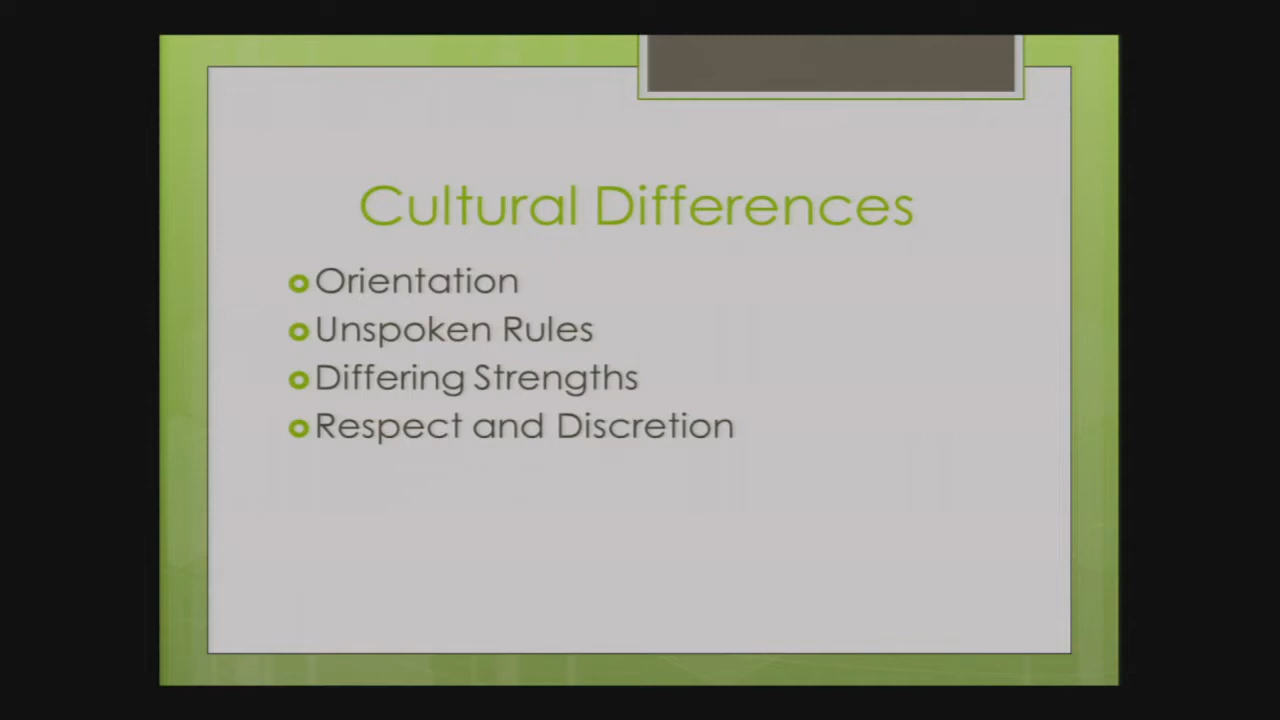 Cultural Differences
Orientation
Unspoken Rules
Differing Strengths
Respect and Discretion